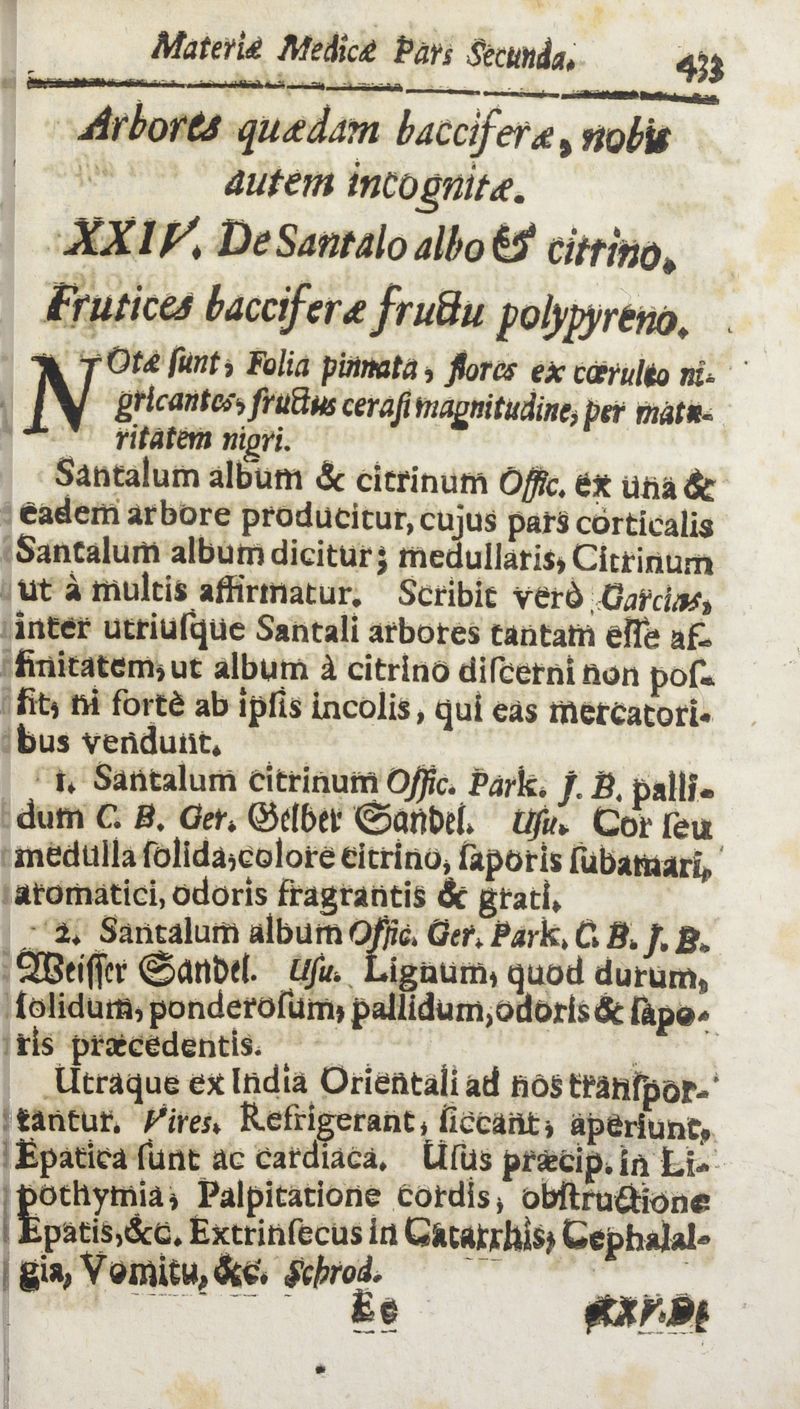 Materiæ Medicæ Pars Secunda. 433
Arbores quædam bacciferæ, nobis
autem incognitæ.
XXIV. De Santalo albo & citrino.
Frutices bacciferæ fructu polypyreno.
NOtæ ſunt, Folia pinnata, flores ex cœruleo ni-
gricantes, fructus ceraſi magnitudine, per matu-
ritatem nigri.
Santalum album & citrinum Offic. ex una &
eadem arbore producitur, cujus pars corticalis
Santalum album dicitur; medullaris, Citrinum
ut à multis affirmatur. Scribit verò Garcias,
inter utriuſque Santali arbores tantam eſſe af-
finitatem, ut album à citrino diſcerni non poſ-
ſit, ni fortè ab ipſis incolis, qui eas mercatori-
bus vendunt.
1. Santalum citrinum Offic. Park. J. B. palli-
dum C. B. Ger. Gelber Sandel. Uſu. Cor ſeu
medulla ſolida, colore citrino, ſaporis ſubamari,
aromatici, odoris fragrantis & grati.
2. Santalum album Offic. Ger. Park. C. B. J. B.
Weiſſer Sandel. Uſu. Lignum, quod durum,
ſolidum, ponderoſum, pallidum, odoris & ſapo-
ris præcedentis.
Utraque ex India Orientali ad nos tranſpor-
tantur. Vires. Refrigerant, ſiccant, aperiunt,
Epatica ſunt ac cardiaca. Uſus præcip. in Li-
pothymia, Palpitatione cordis, obſtructione
Epatis, &c. Extrinſecus in Catarrhis, Cephalal-
gia, Vomitu, &c. Schrod.
Ee XXV. De